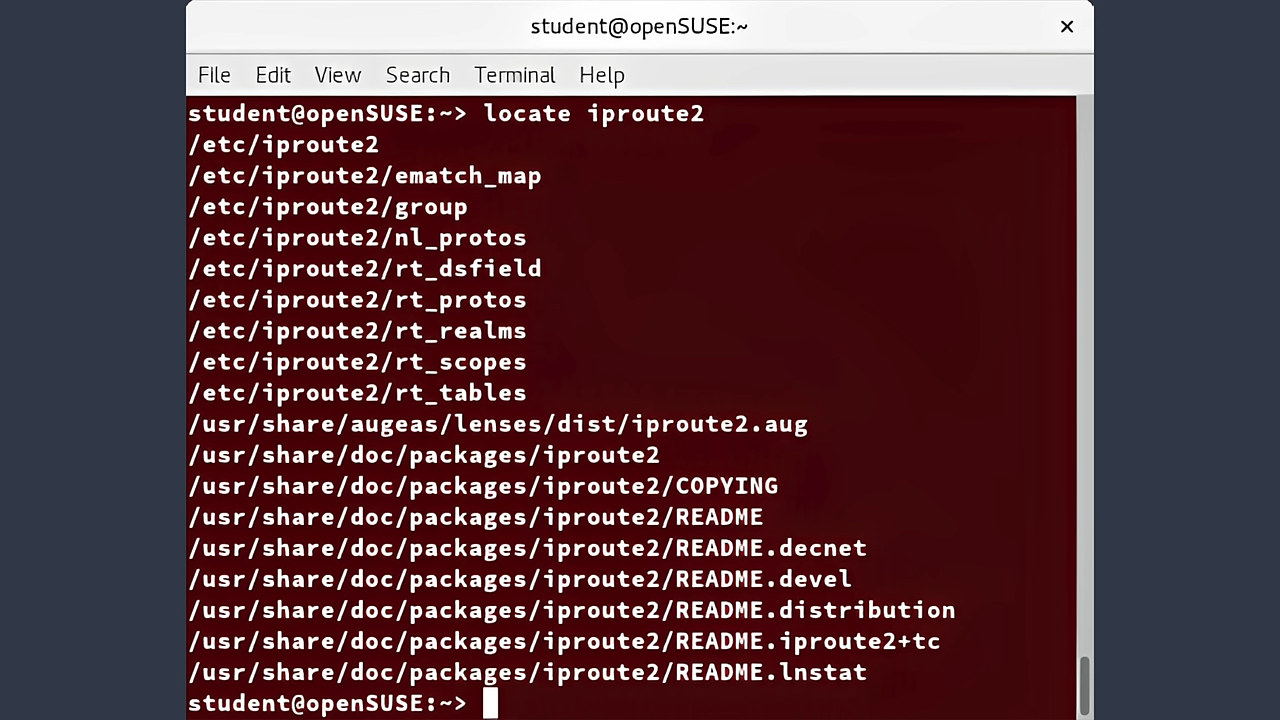 student@openSUSE:~
×
File Edit View Search Terminal Help
student@openSUSE:~> locate iproute2
/etc/iproute2
/etc/iproute2/ematch_map
/etc/iproute2/group
/etc/iproute2/nl_protos
/etc/iproute2/rt_dsfield
/etc/iproute2/rt_protos
/etc/iproute2/rt_realms
/etc/iproute2/rt_scopes
/etc/iproute2/rt_tables
/usr/share/augeas/lenses/dist/iproute2.aug
/usr/share/doc/packages/iproute2
/usr/share/doc/packages/iproute2/COPYING
/usr/share/doc/packages/iproute2/README
/usr/share/doc/packages/iproute2/README.decnet
/usr/share/doc/packages/iproute2/README.devel
/usr/share/doc/packages/iproute2/README.distribution
/usr/share/doc/packages/iproute2/README.iproute2+tc
/usr/share/doc/packages/iproute2/README.lnstat
student@openSUSE:~>